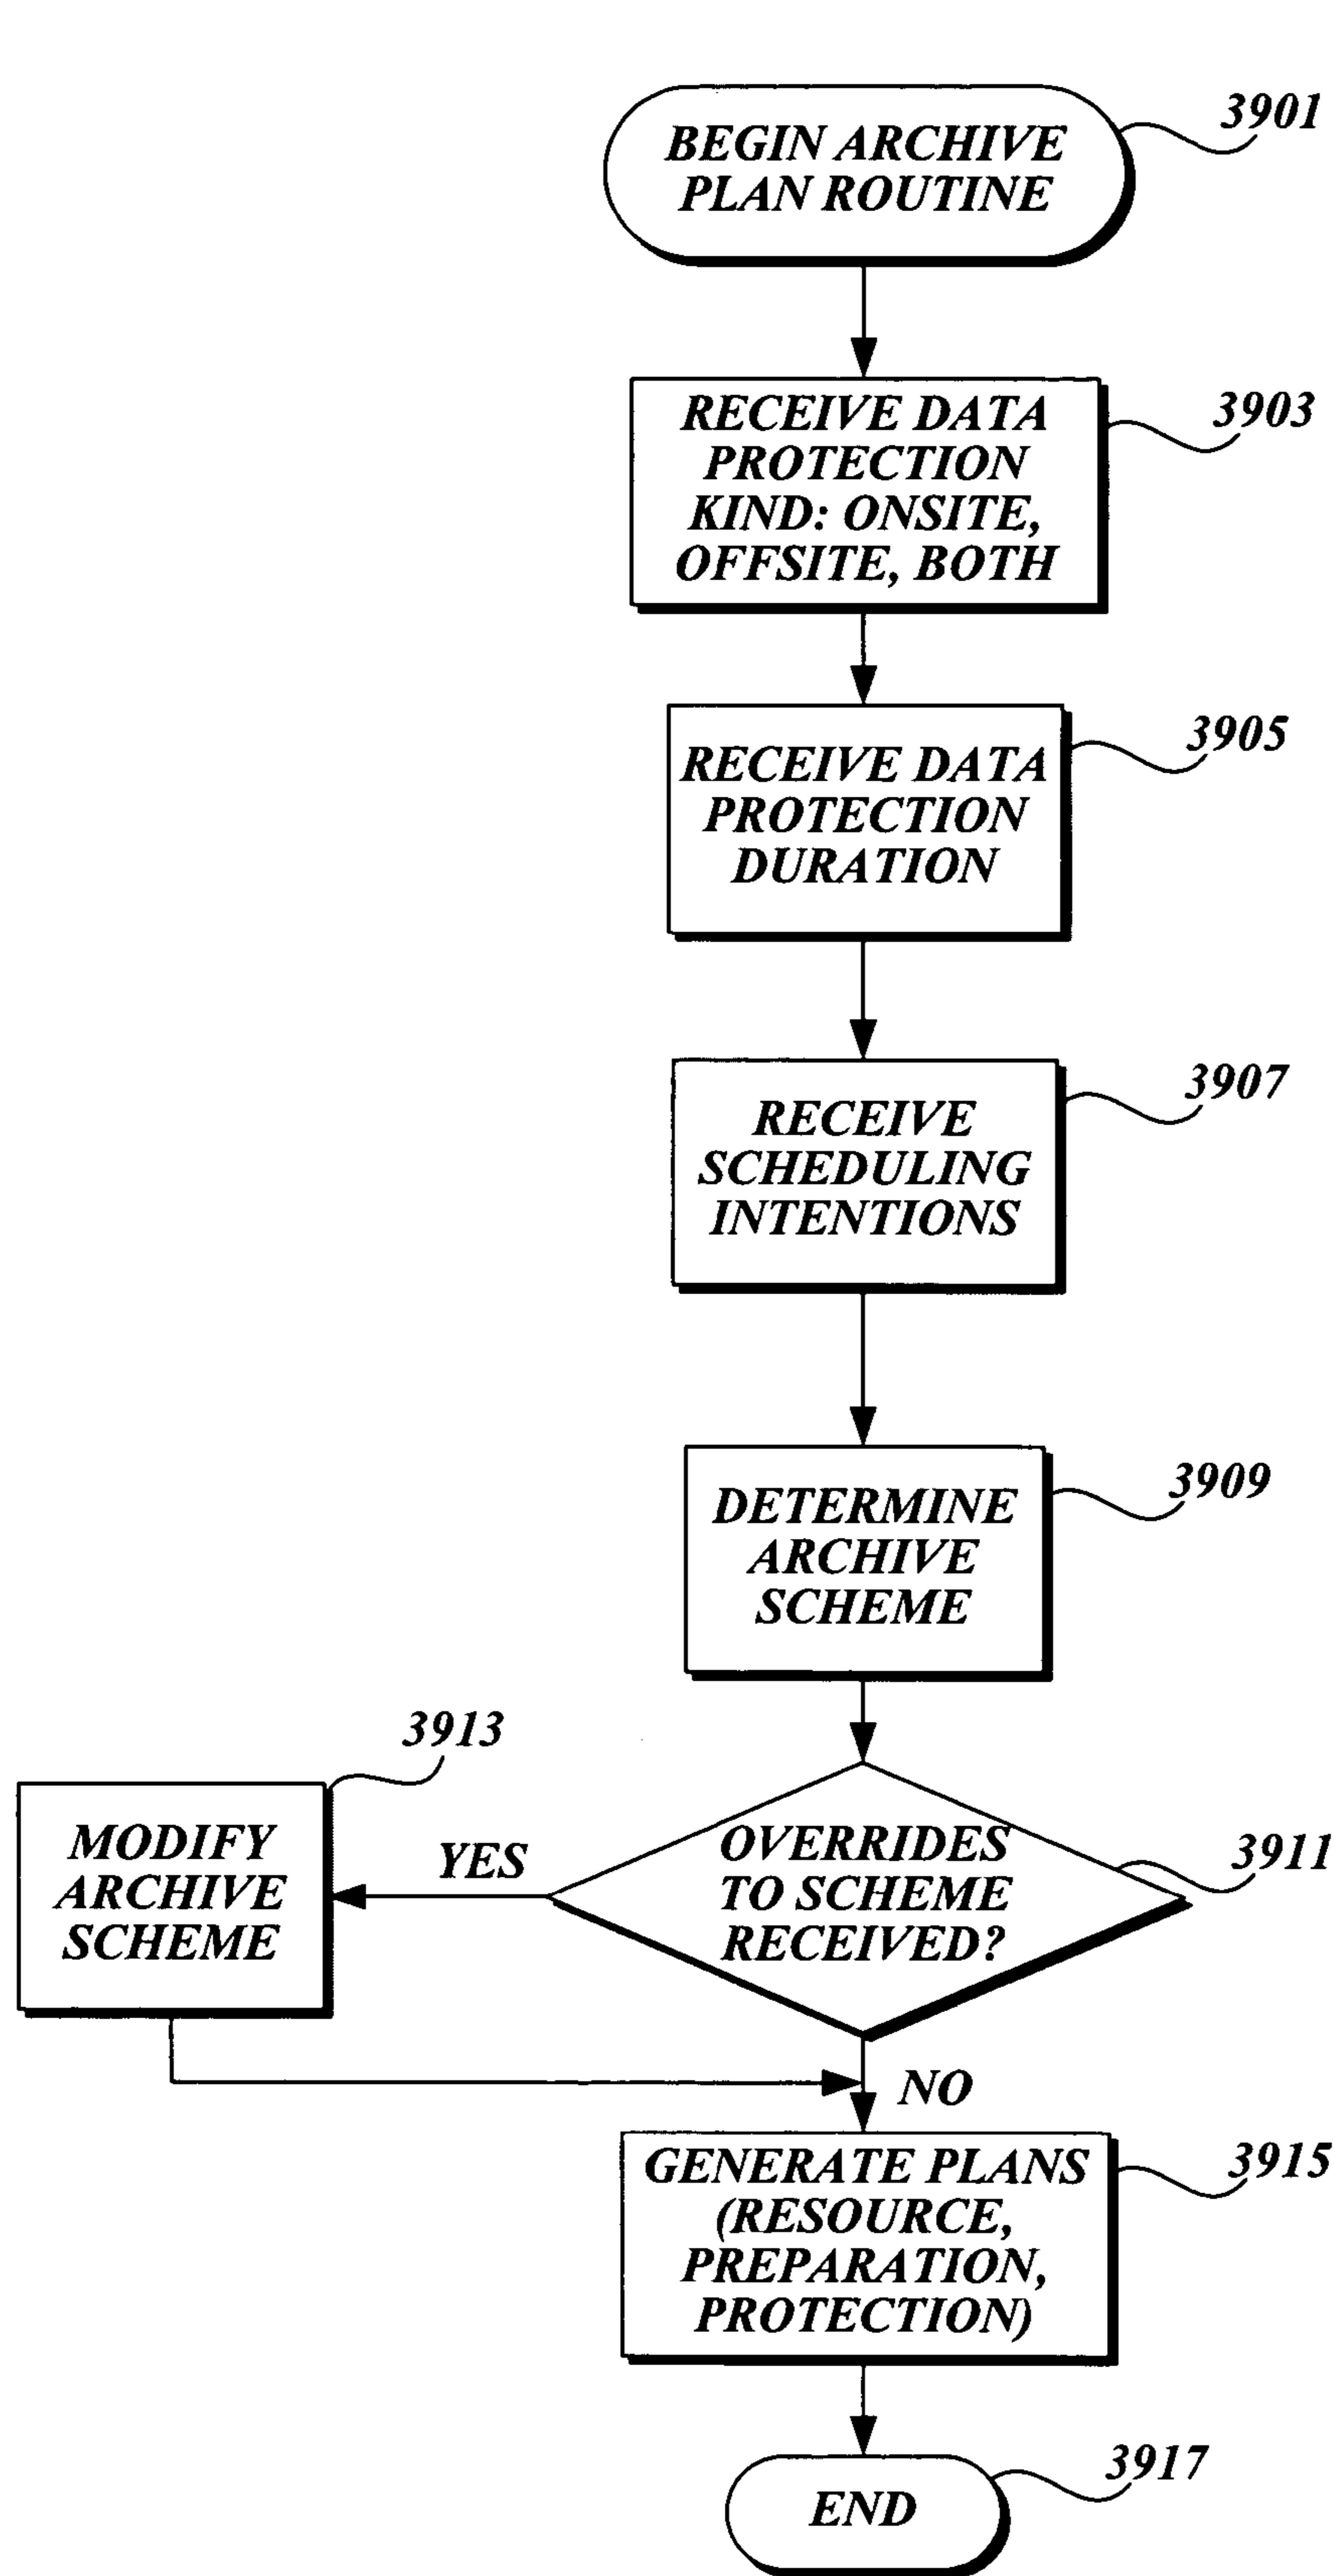 3901
BEGIN ARCHIVE
PLAN ROUTINE
3903
RECEIVE DATA
PROTECTION
KIND: ONSITE,
OFFSITE, BOTH
3905
RECEIVE DATA
PROTECTION
DURATION
3907
RECEIVE
SCHEDULING
INTENTIONS
3909
DETERMINE
ARCHIVE
SCHEME
3911
OVERRIDES
TO SCHEME
RECEIVED?
YES
3913
MODIFY
ARCHIVE
SCHEME
NO
3915
GENERATE PLANS
(RESOURCE,
PREPARATION,
PROTECTION)
3917
END